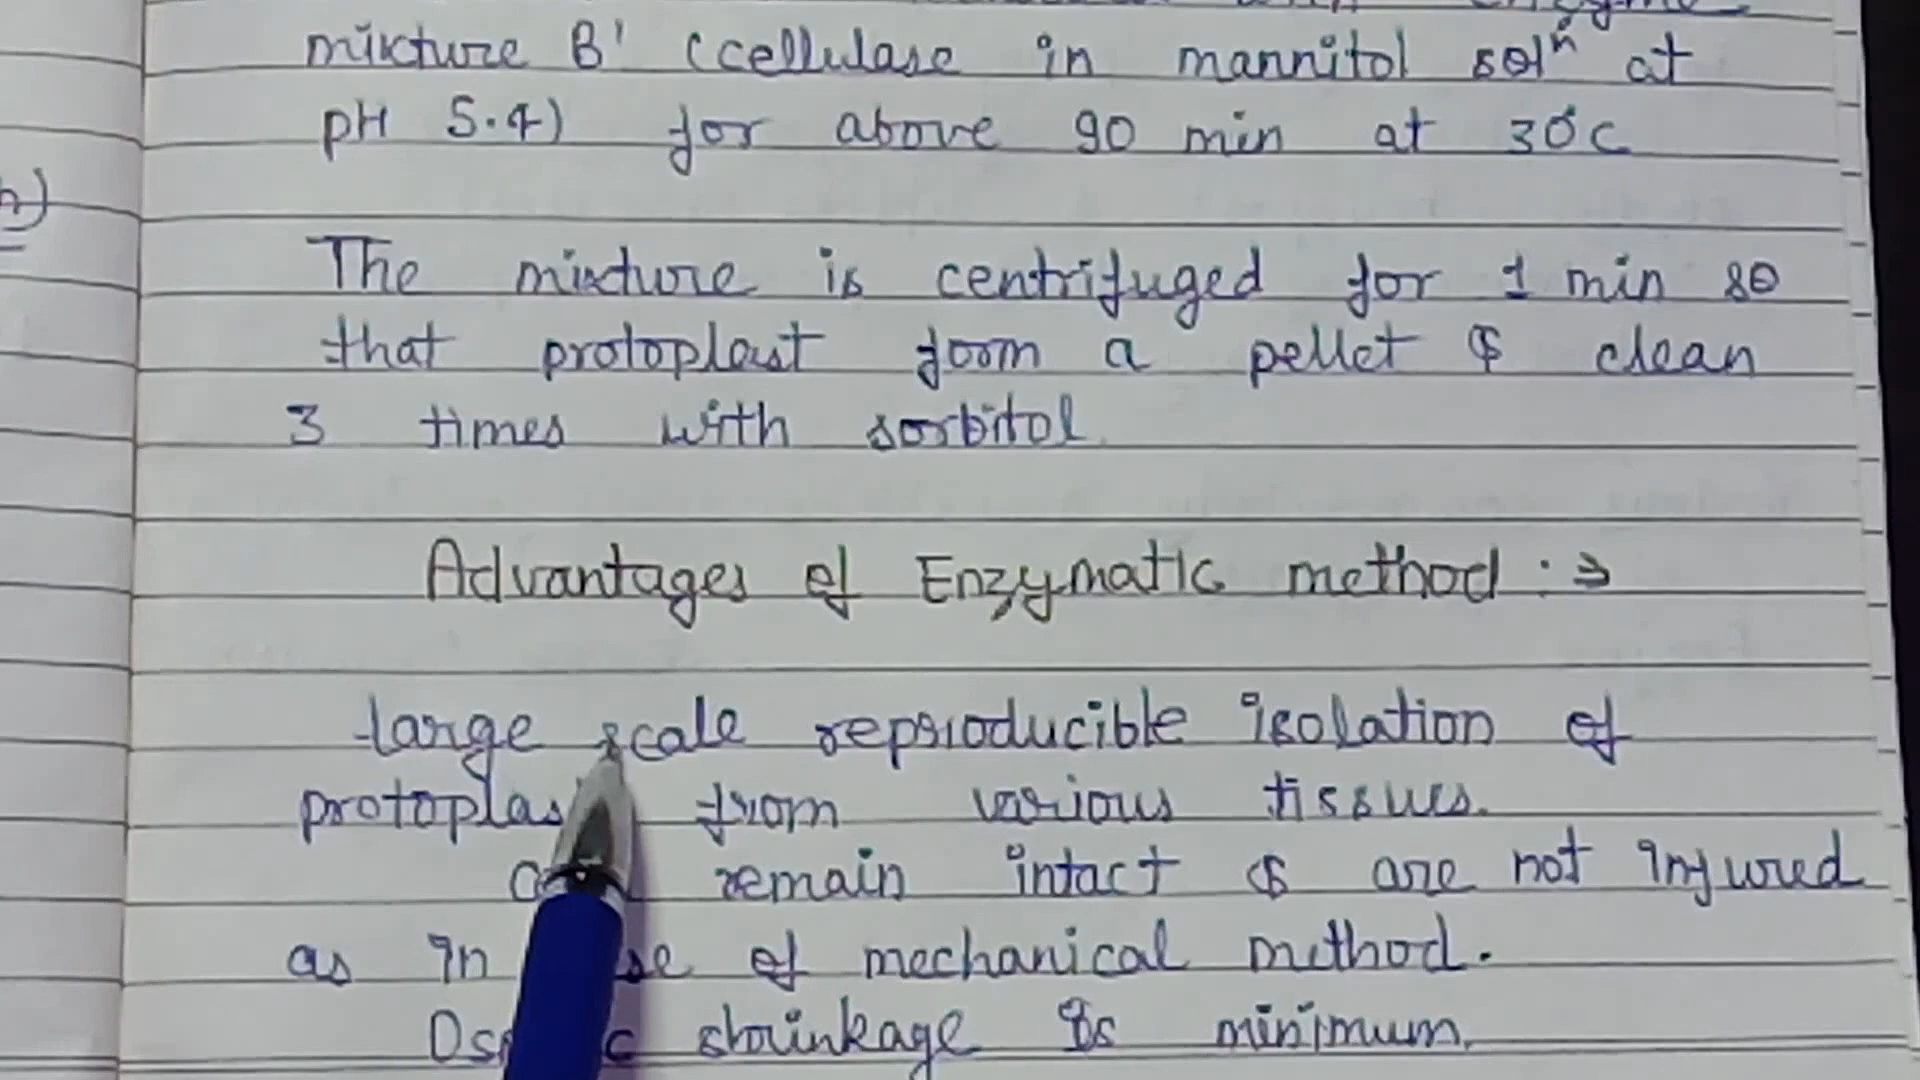 mixture B' (cellulase in mannitol solⁿ at
pH 5.4) for above 90 min at 30°c
The mixture is centrifuged for 1 min so
that protoplast form a pellet & clean
3 times with sorbitol.
Advantages of Enzymatic method :⇒
large scale reproducible isolation of
from various tissues.
remain intact & are not injured
as in of mechanical method.
shrinkage is minimum.